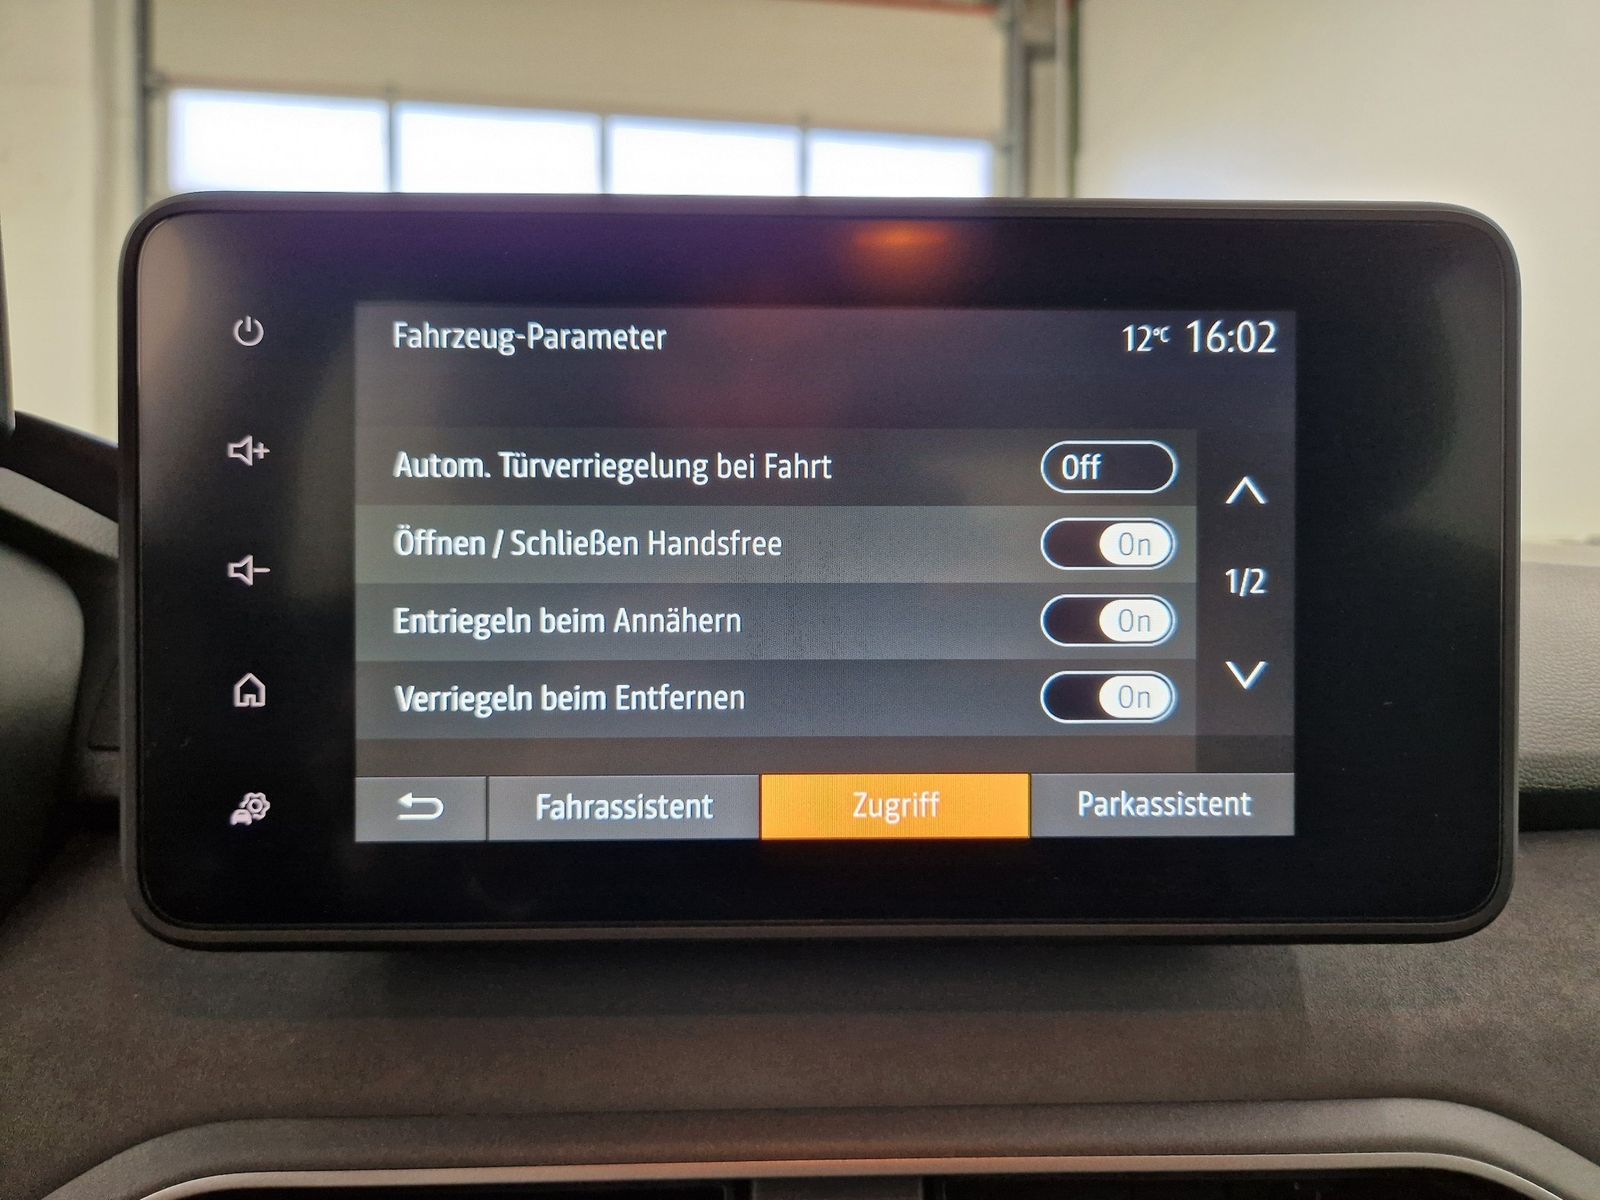 Fahrzeug-Parameter
12°C 16:02
Autom. Türverriegelung bei Fahrt Off
Öffnen / Schließen Handsfree On
Entriegeln beim Annähern On
1/2
Verriegeln beim Entfernen On
Fahrassistent Zugriff Parkassistent